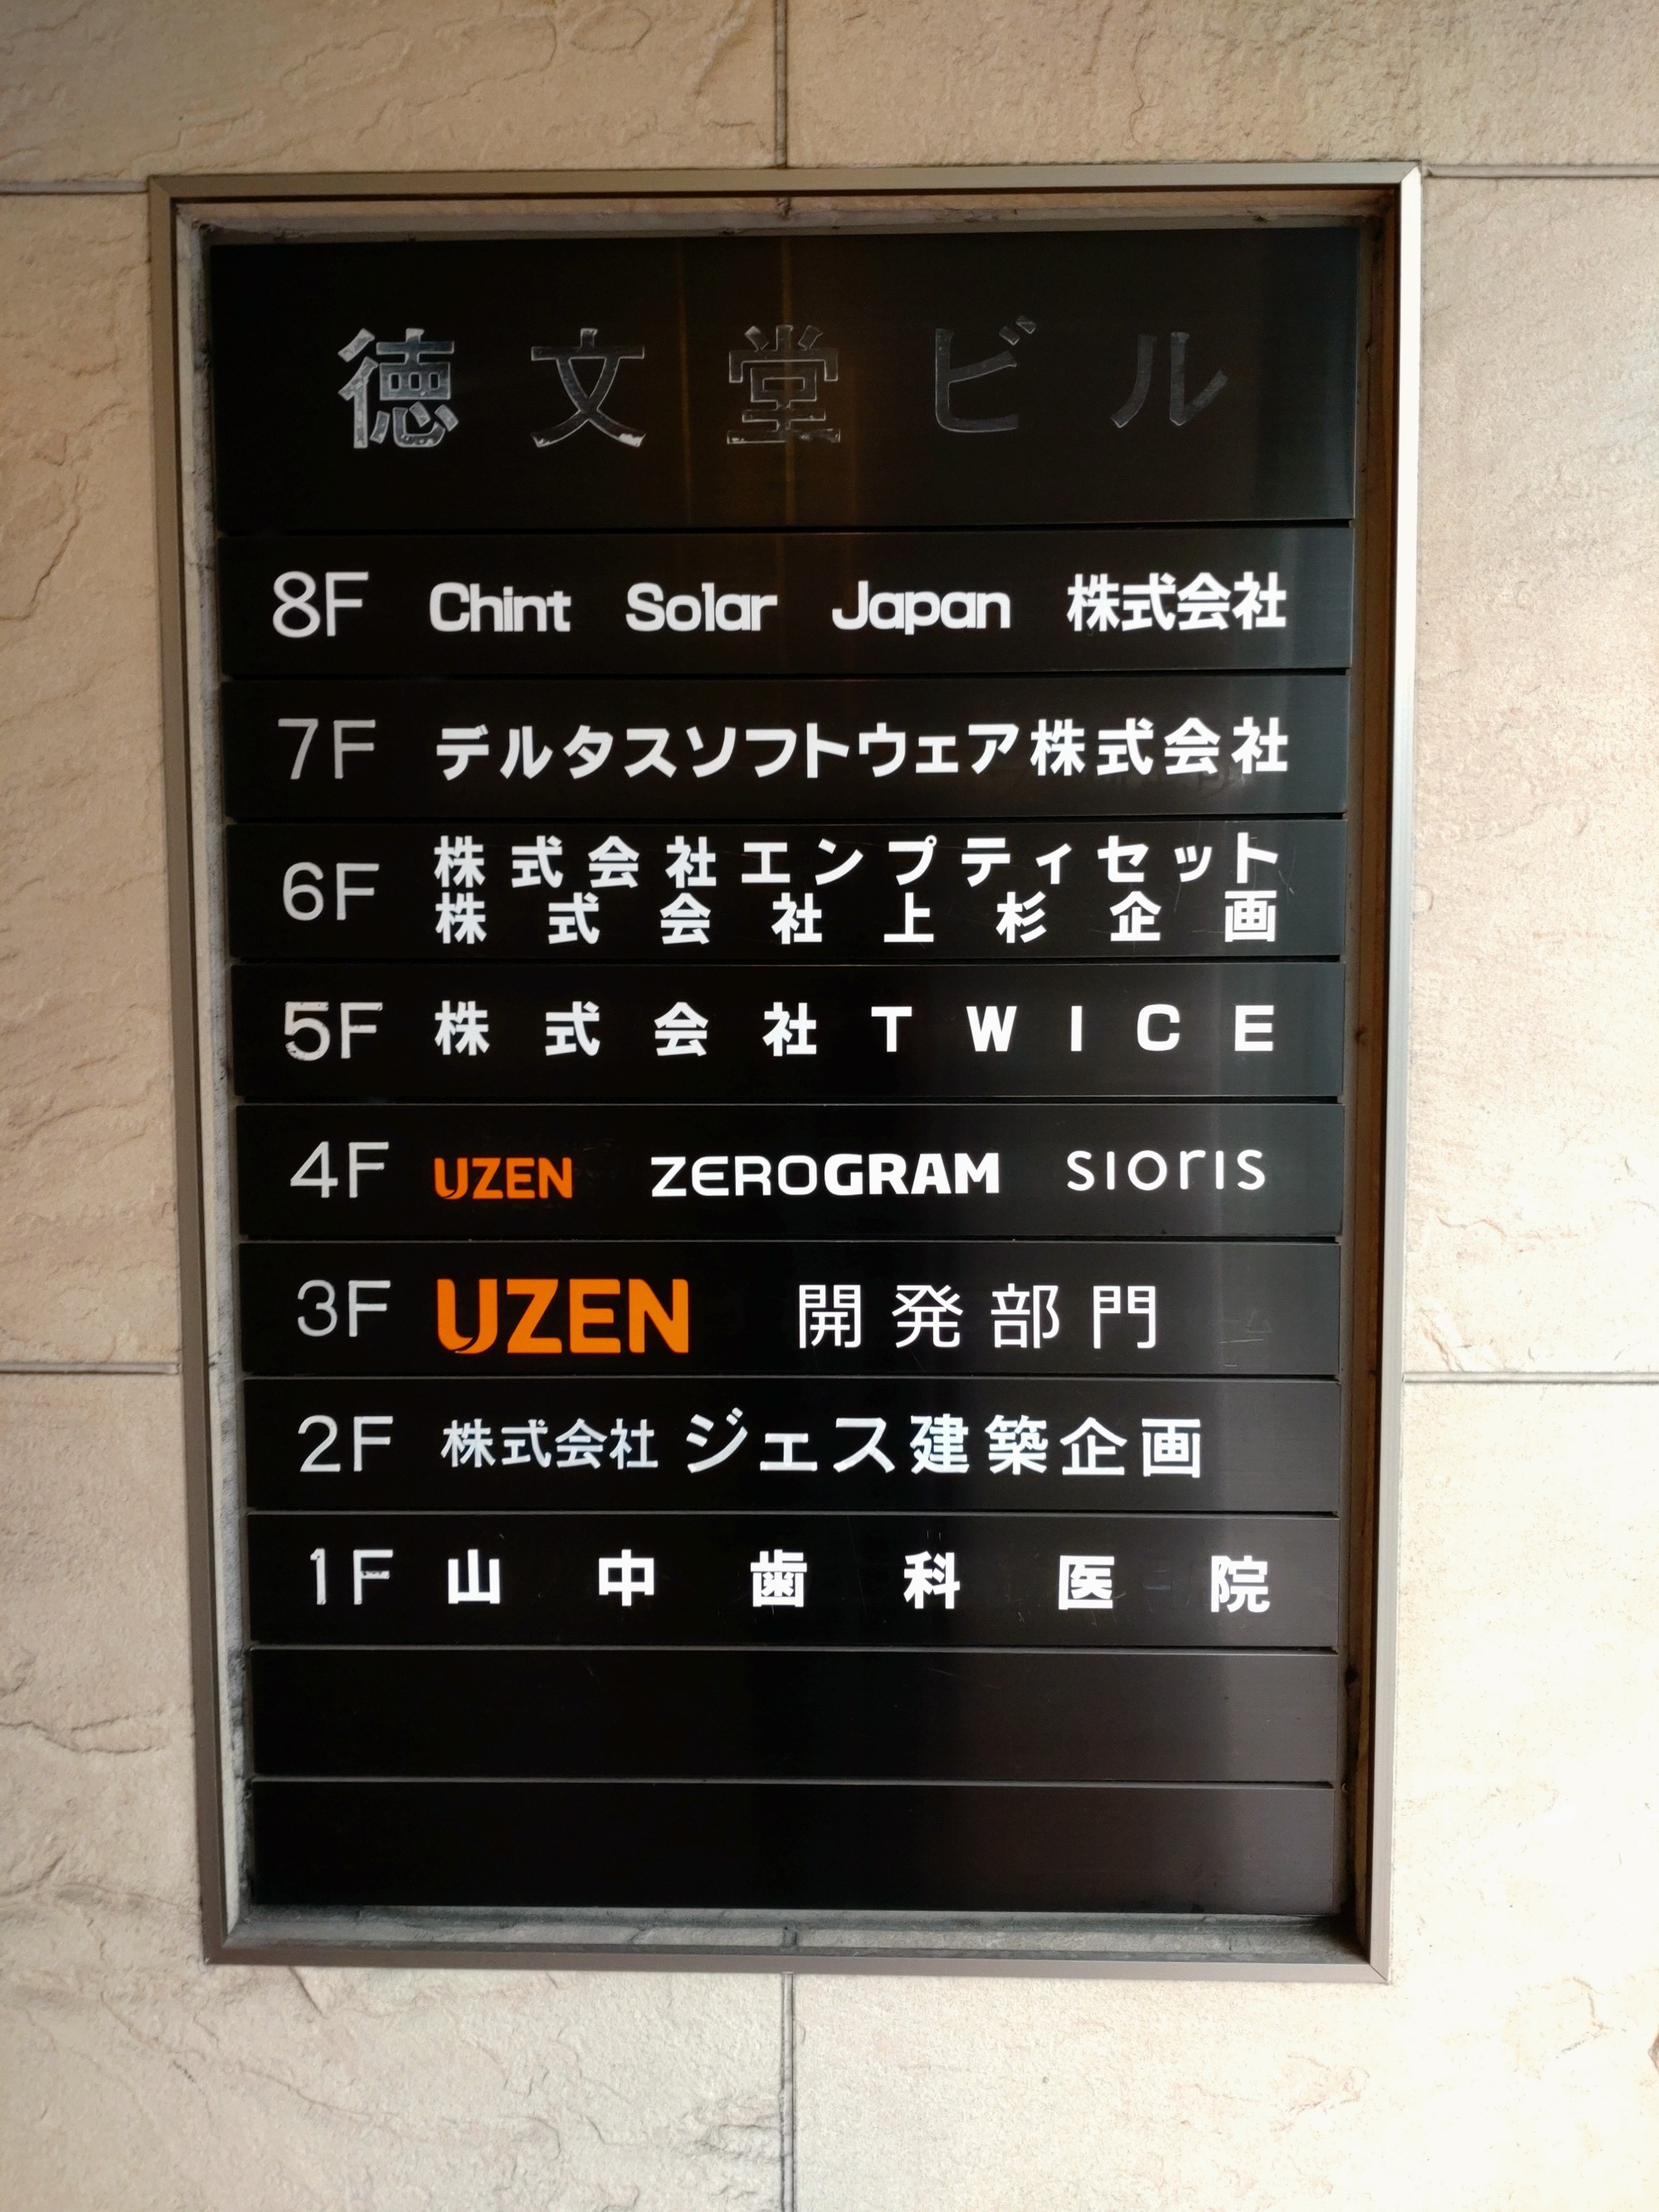 徳文堂ビル
8F Chint Solar Japan 株式会社
7F デルタスソフトウェア株式会社
6F 株式会社エンプティセット
株式会社上杉企画
5F 株式会社TWICE
4F UZEN ZEROGRAM sioris
3F UZEN 開発部門
2F 株式会社 ジェス建築企画
1F 山中歯科医院